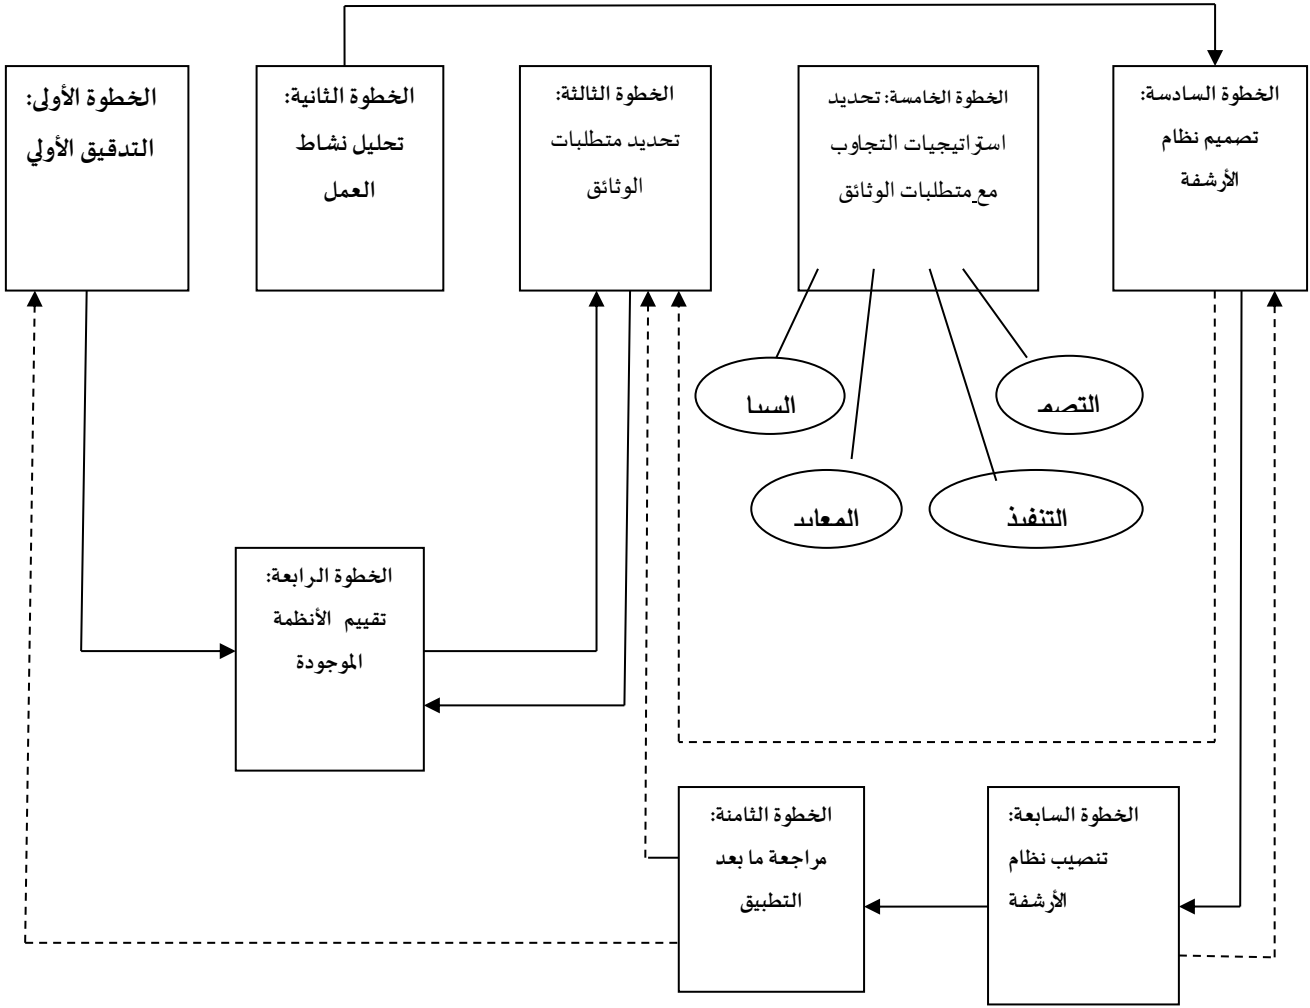 الخطوة الأولى:
التدقيق الأولي
الخطوة الثانية:
تحليل نشاط
العمل
الخطوة الثالثة:
تحديد متطلبات
الوثائق
الخطوة الخامسة: تحديد
استراتيجيات التجاوب
مع متطلبات الوثائق
الخطوة السادسة:
تصميم نظام
الأرشفة
السيا
التصم
المعايير
التنفيذ
الخطوة الرابعة:
تقييم الأنظمة
الموجودة
الخطوة الثامنة:
مراجعة ما بعد
التطبيق
الخطوة السابعة:
تنصيب نظام
الأرشفة